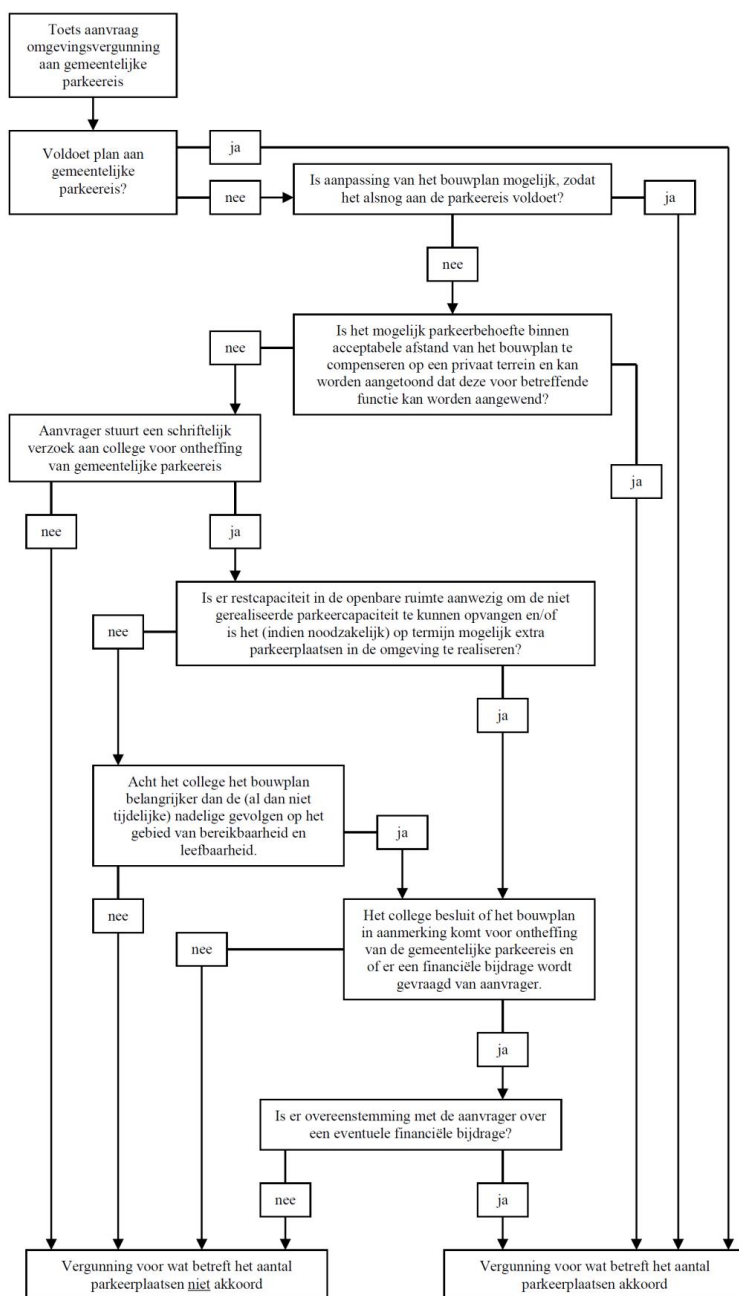 Toets aanvraag
omgevingsvergunning
aan gemeentelijke
parkeereis
Voldoet plan aan
gemeentelijke
parkeereis?
ja
nee
Is aanpassing van het bouwplan mogelijk, zodat
het alsnog aan de parkeereis voldoet?
ja
nee
Is het mogelijk parkeerbehoefte binnen
acceptabele afstand van het bouwplan te
compenseren op een privaat terrein en kan
worden aangetoond dat deze voor betreffende
functie kan worden aangewend?
nee
ja
Aanvrager stuurt een schriftelijk
verzoek aan college voor ontheffing
van gemeentelijke parkeereis
nee
ja
Is er restcapaciteit in de openbare ruimte aanwezig om de niet
gerealiseerde parkeercapaciteit te kunnen opvangen en/of
is het (indien noodzakelijk) op termijn mogelijk extra
parkeerplaatsen in de omgeving te realiseren?
nee
ja
Acht het college het bouwplan
belangrijker dan de (al dan niet
tijdelijke) nadelige gevolgen op het
gebied van bereikbaarheid en
leefbaarheid.
ja
nee
Het college besluit of het bouwplan
in aanmerking komt voor ontheffing
van de gemeentelijke parkeereis en
of er een financiële bijdrage wordt
gevraagd van aanvrager.
nee
ja
Is er overeenstemming met de aanvrager over
een eventuele financiële bijdrage?
nee
ja
Vergunning voor wat betreft het aantal
parkeerplaatsen niet akkoord
Vergunning voor wat betreft het aantal
parkeerplaatsen akkoord